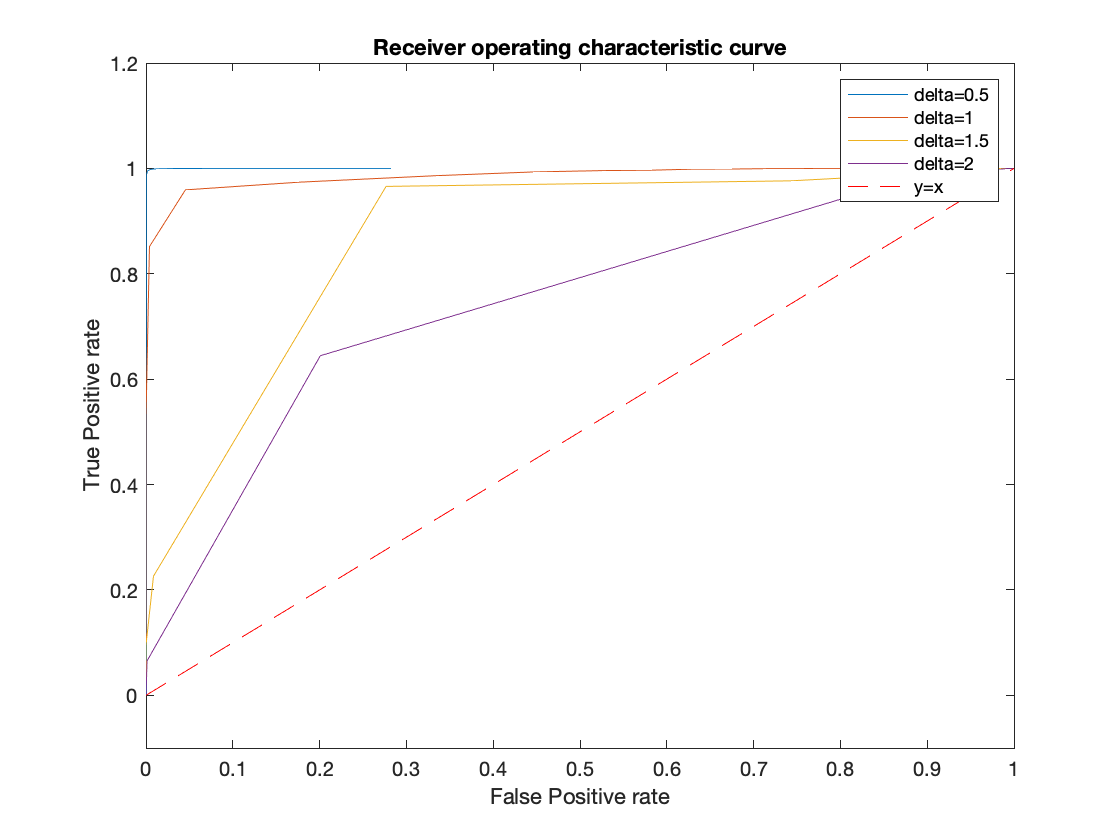 Receiver operating characteristic curve
1.2
1
0.8
0.6
0.4
0.2
0
True Positive rate
delta=0.5
delta=1
delta=1.5
delta=2
y=x
0 0.1 0.2 0.3 0.4 0.5 0.6 0.7 0.8 0.9 1
False Positive rate